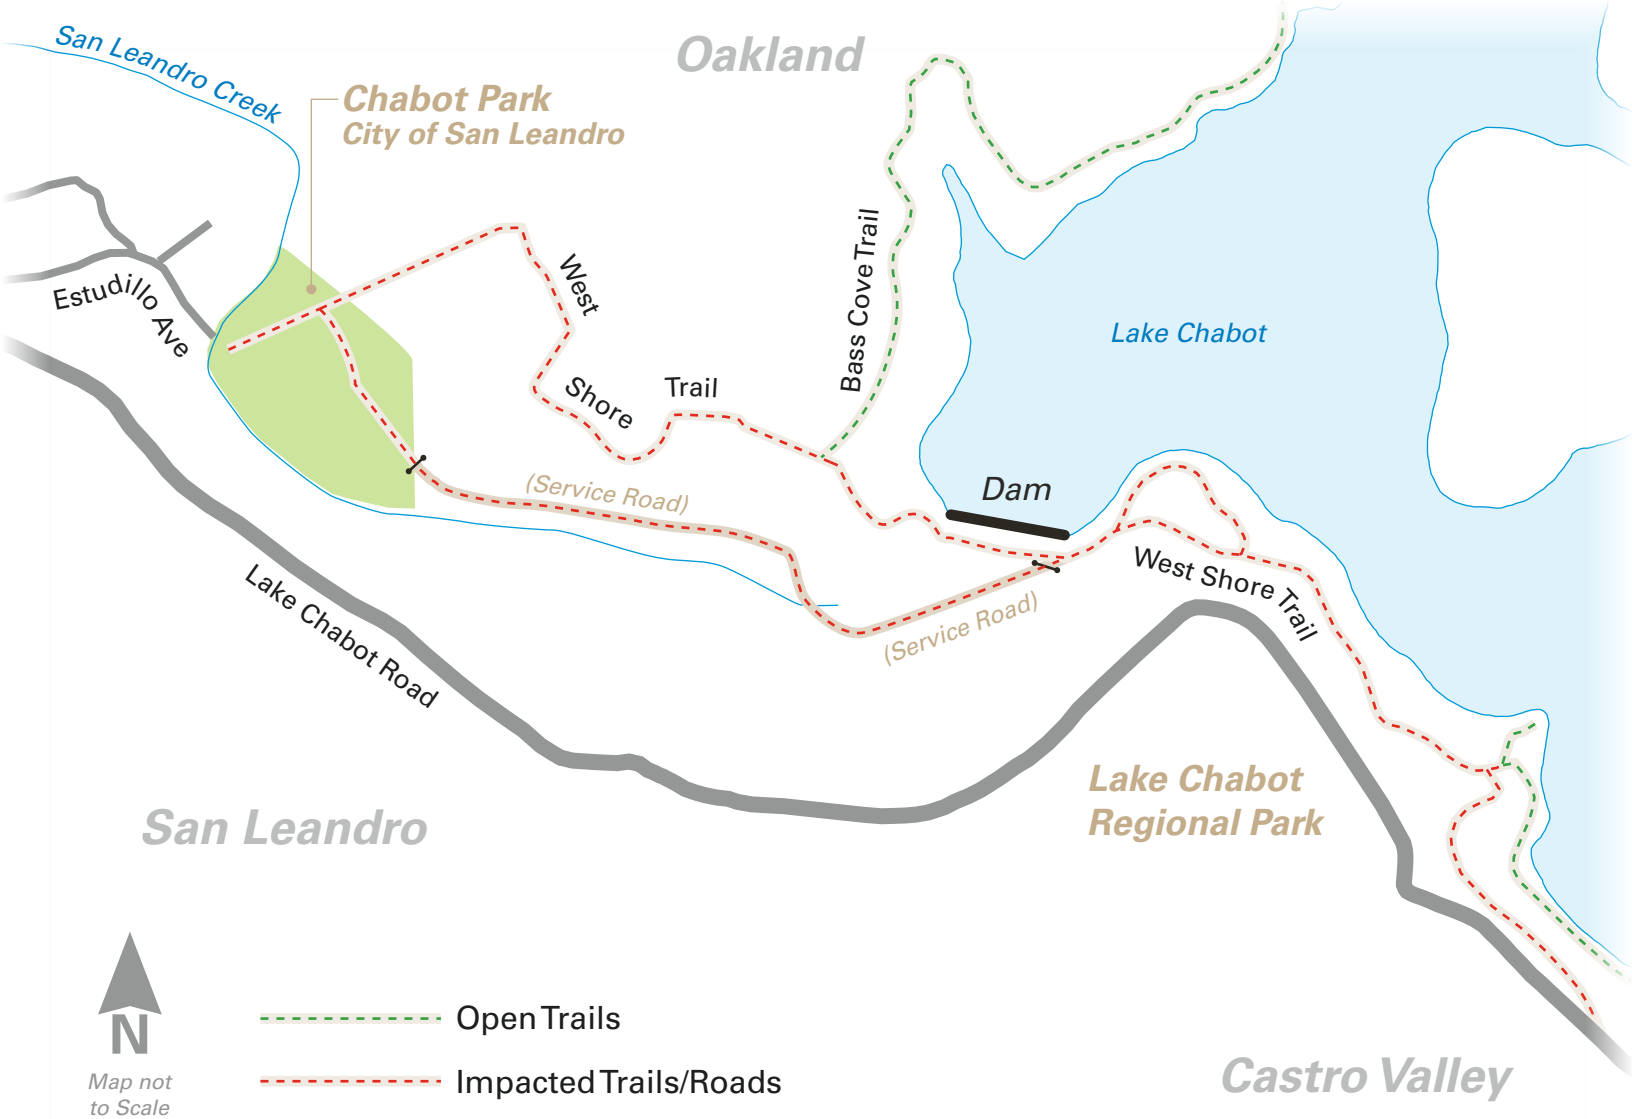 San Leandro Creek
Oakland
Chabot Park
City of San Leandro
Estudillo Ave
West
Shore
Trail
Bass Cove Trail
Lake Chabot
Dam
(Service Road)
(Service Road)
West Shore Trail
Lake Chabot Road
Lake Chabot
Regional Park
San Leandro
N
Map not
to Scale
Open Trails
Impacted Trails/Roads
Castro Valley